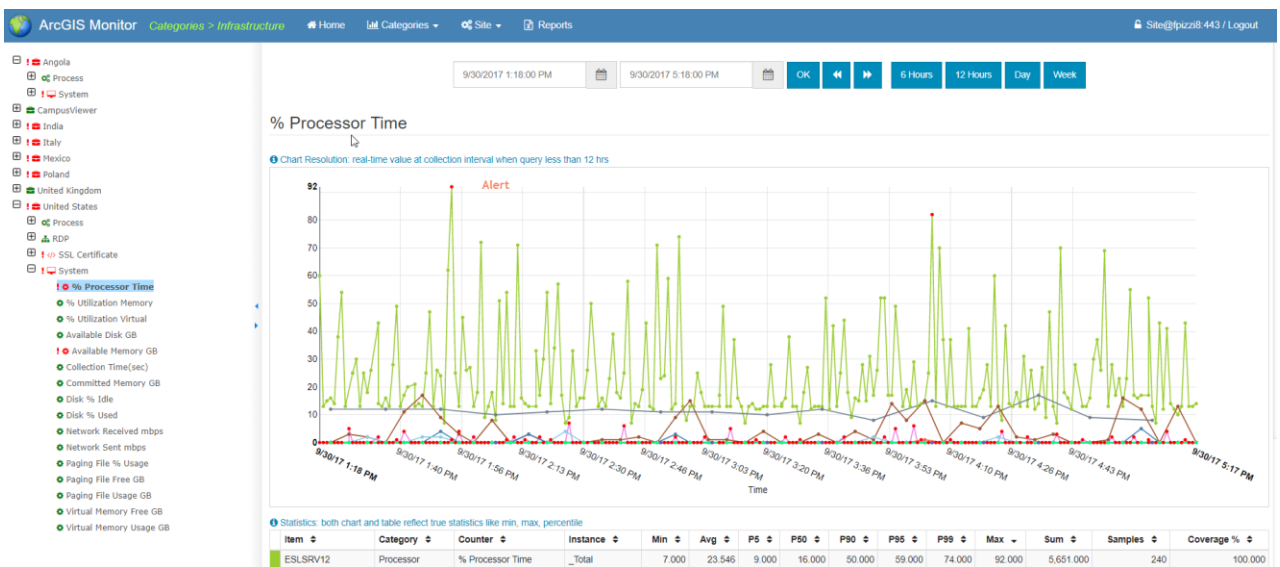 ArcGIS Monitor Categories > Infrastructure Home Categories Site Reports Site@fpizzi8:443 / Logout
Angola
Process
System
CampusViewer
India
Italy
Mexico
Poland
United Kingdom
United States
Process
RDP
SSL Certificate
System
% Processor Time
% Utilization Memory
% Utilization Virtual
Available Disk GB
Available Memory GB
Collection Time(sec)
Committed Memory GB
Disk % Idle
Disk % Used
Network Received mbps
Network Sent mbps
Paging File % Usage
Paging File Free GB
Paging File Usage GB
Virtual Memory Free GB
Virtual Memory Usage GB
9/30/2017 1:18:00 PM 9/30/2017 5:18:00 PM OK 6 Hours 12 Hours Day Week
% Processor Time
Chart Resolution: real-time value at collection interval when query less than 12 hrs
Alert
92
80
70
60
50
40
30
20
10
0
9/30/17 1:18 PM 9/30/17 1:40 PM 9/30/17 1:56 PM 9/30/17 2:13 PM 9/30/17 2:30 PM 9/30/17 2:46 PM 9/30/17 3:03 PM 9/30/17 3:20 PM 9/30/17 3:36 PM 9/30/17 3:53 PM 9/30/17 4:10 PM 9/30/17 4:26 PM 9/30/17 4:43 PM 9/30/17 5:17 PM
Time
Statistics: both chart and table reflect true statistics like min, max, percentile
Item Category Counter Instance Min Avg P5 P50 P90 P95 P99 Max Sum Samples Coverage %
ESLSRV12 Processor % Processor Time _Total 7.000 23.546 9.000 16.000 50.000 59.000 74.000 92.000 5,651.000 240 100.000